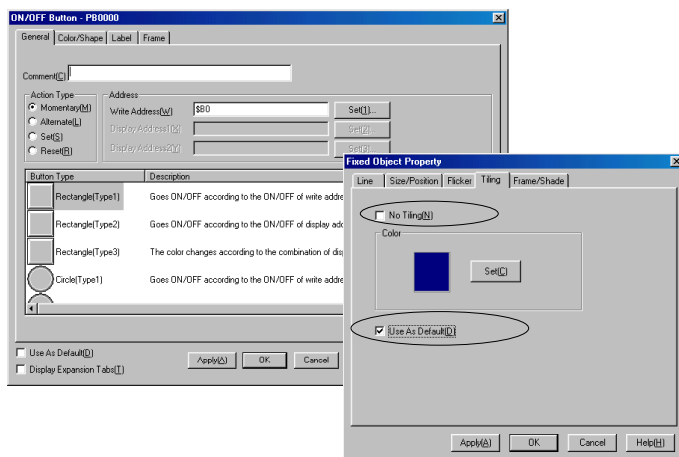 ON/OFF Button - PB0000
General Color/Shape Label Frame
Comment(C)
Action Type
Momentary(M)
Alternate(L)
Set(S)
Reset(R)
Address
Write Address(W) $B0 Set(1)...
Display Address1(X) Set(2)...
Display Address2(Y) Set(3)...
Button Type Description
Rectangle(Type1) Goes ON/OFF according to the ON/OFF of write addre
Rectangle(Type2) Goes ON/OFF according to the ON/OFF of display add
Rectangle(Type3) The color changes according to the combination of dis
Circle(Type1) Goes ON/OFF according to the ON/OFF of write addre
Use As Default(D)
Display Expansion Tabs(T)
Apply(A) OK Cancel
Fixed Object Property
Line Size/Position Flicker Tiling Frame/Shade
No Tiling(N)
Color
Set(C)
Use As Default(D)
Apply(A) OK Cancel Help(H)